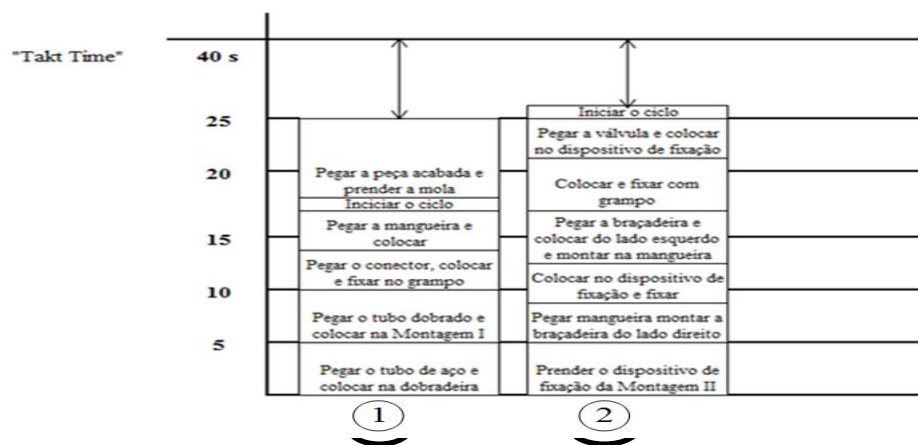 "Takt Time"
40 s
25
20
15
10
5
Pegar a peça acabada e
prender a mola
Inciciar o ciclo
Pegar a mangueira e
colocar
Pegar o conector, colocar
e fixar no grampo
Pegar o tubo dobrado e
colocar na Montagem I
Pegar o tubo de aço e
colocar na dobradeira
1
Iniciar o ciclo
Pegar a válvula e colocar
no dispositivo de fixação
Colocar e fixar com
grampo
Pegar a braçadeira e
colocar do lado esquerdo
e montar na mangueira
Colocar no dispositivo de
fixação e fixar
Pegar mangueira montar a
braçadeira do lado direito
Prender o dispositivo de
fixação da Montagem II
2